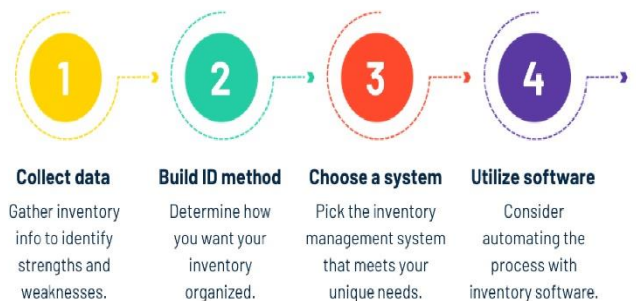 1
2
3
4
Collect data
Gather inventory
info to identify
strengths and
weaknesses.
Build ID method
Determine how
you want your
inventory
organized.
Choose a system
Pick the inventory
management system
that meets your
unique needs.
Utilize software
Consider
automating the
process with
inventory software.